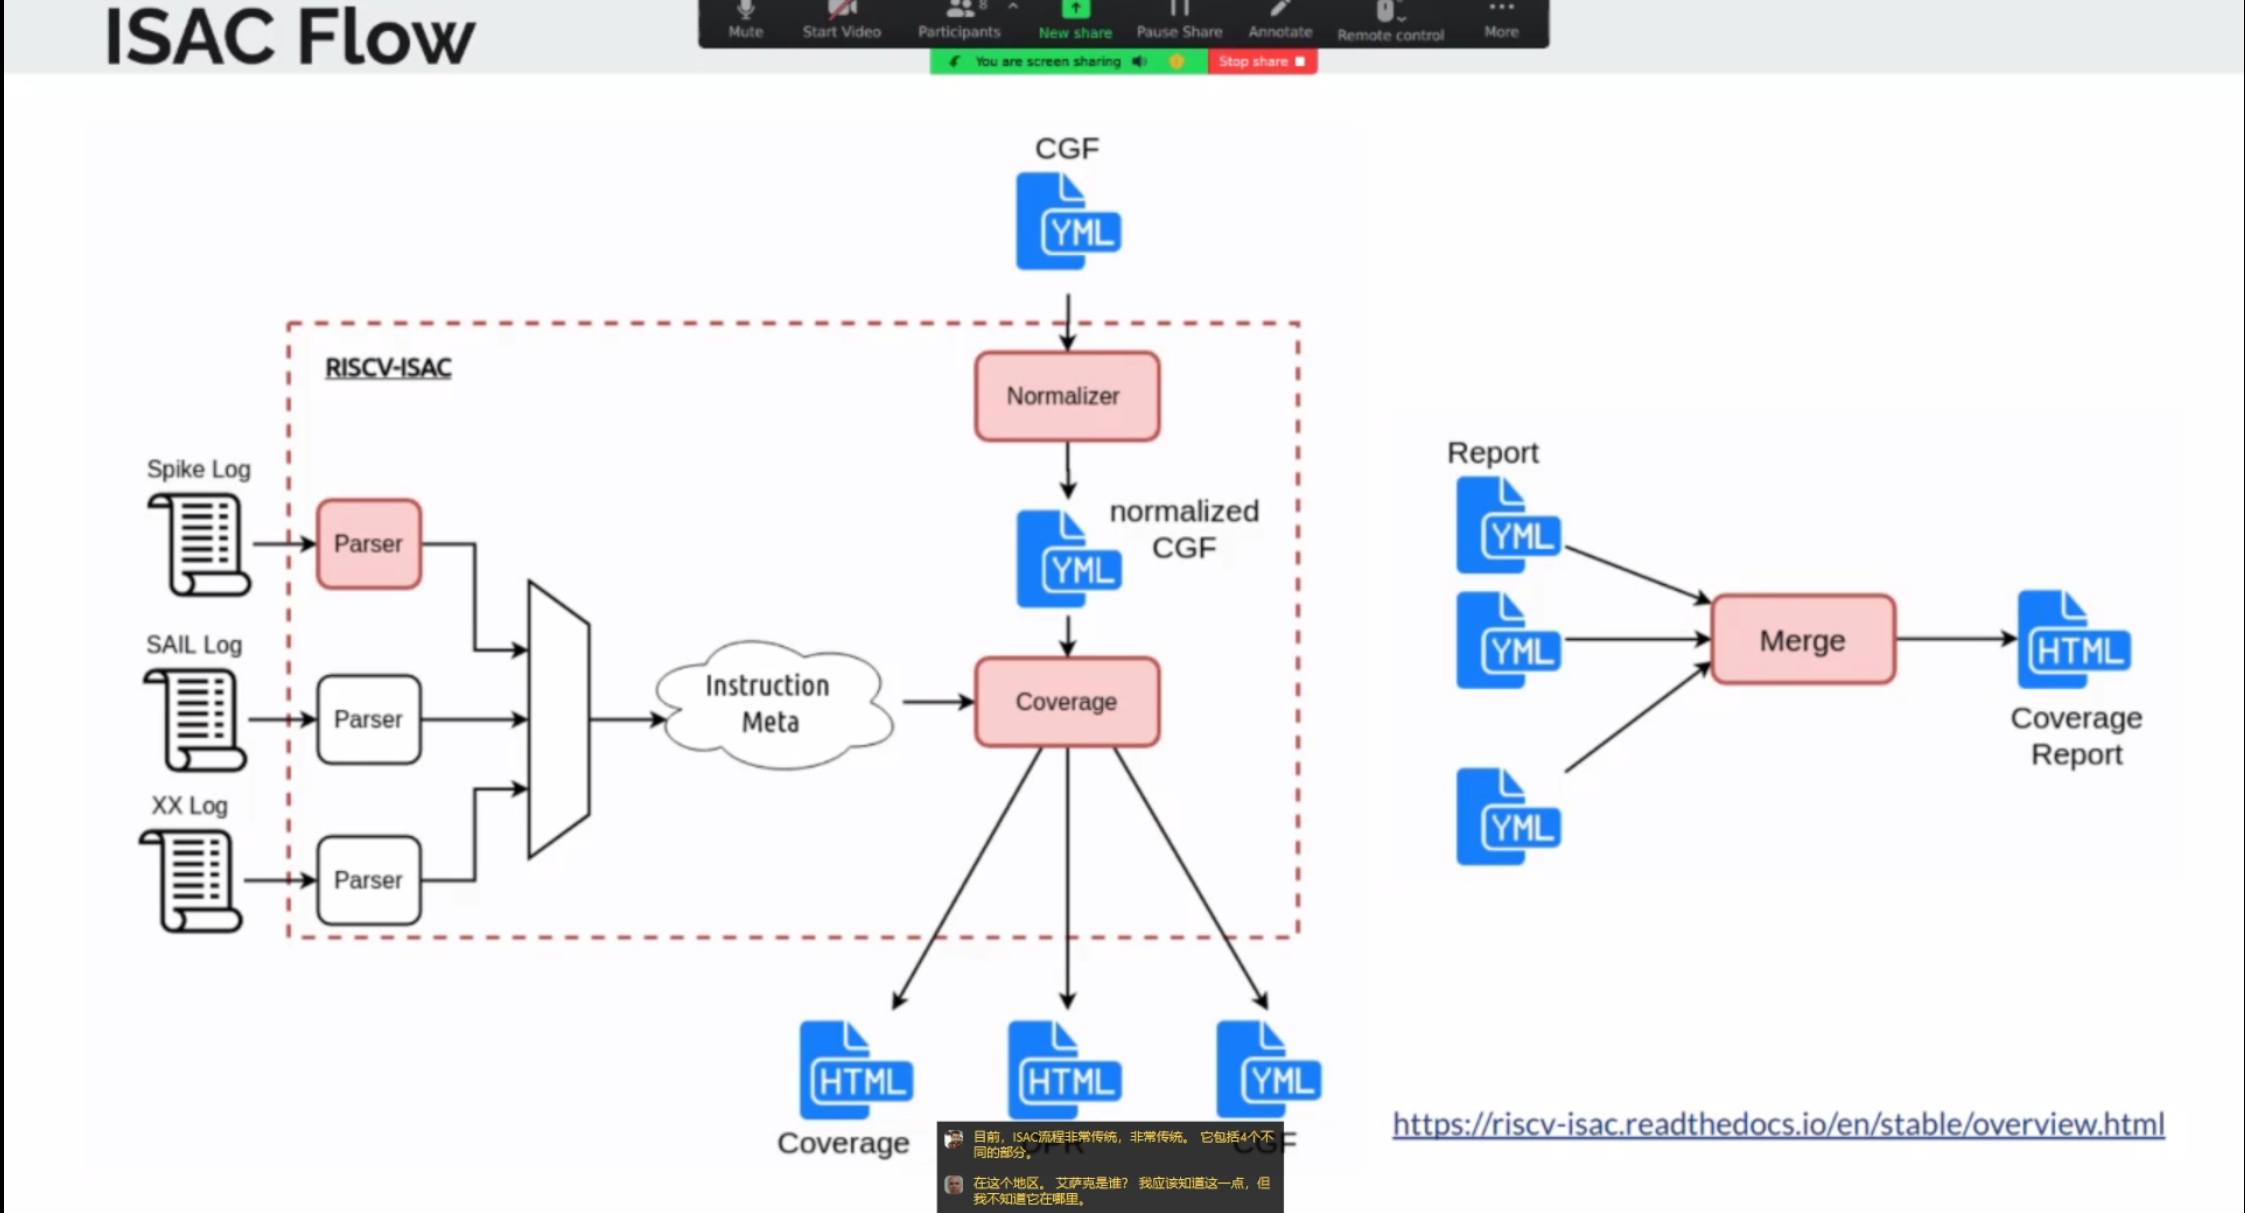 ISAC Flow
Mute
Start Video
Participants
8
New share
Pause Share
Annotate
Remote control
More
You are screen sharing
Stop share
CGF
YML
RISCV-ISAC
Normalizer
normalized
CGF
YML
Spike Log
Parser
SAIL Log
Parser
XX Log
Parser
Instruction
Meta
Coverage
HTML
HTML
YML
Coverage
CGF
Report
YML
YML
YML
Merge
HTML
Coverage
Report
https://riscv-isac.readthedocs.io/en/stable/overview.html
目前，ISAC流程非常传统，非常传统。 它包括4个不
同的部分。
在这个地区。 艾萨克是谁？ 我应该知道这一点，但
我不知道它在哪里。